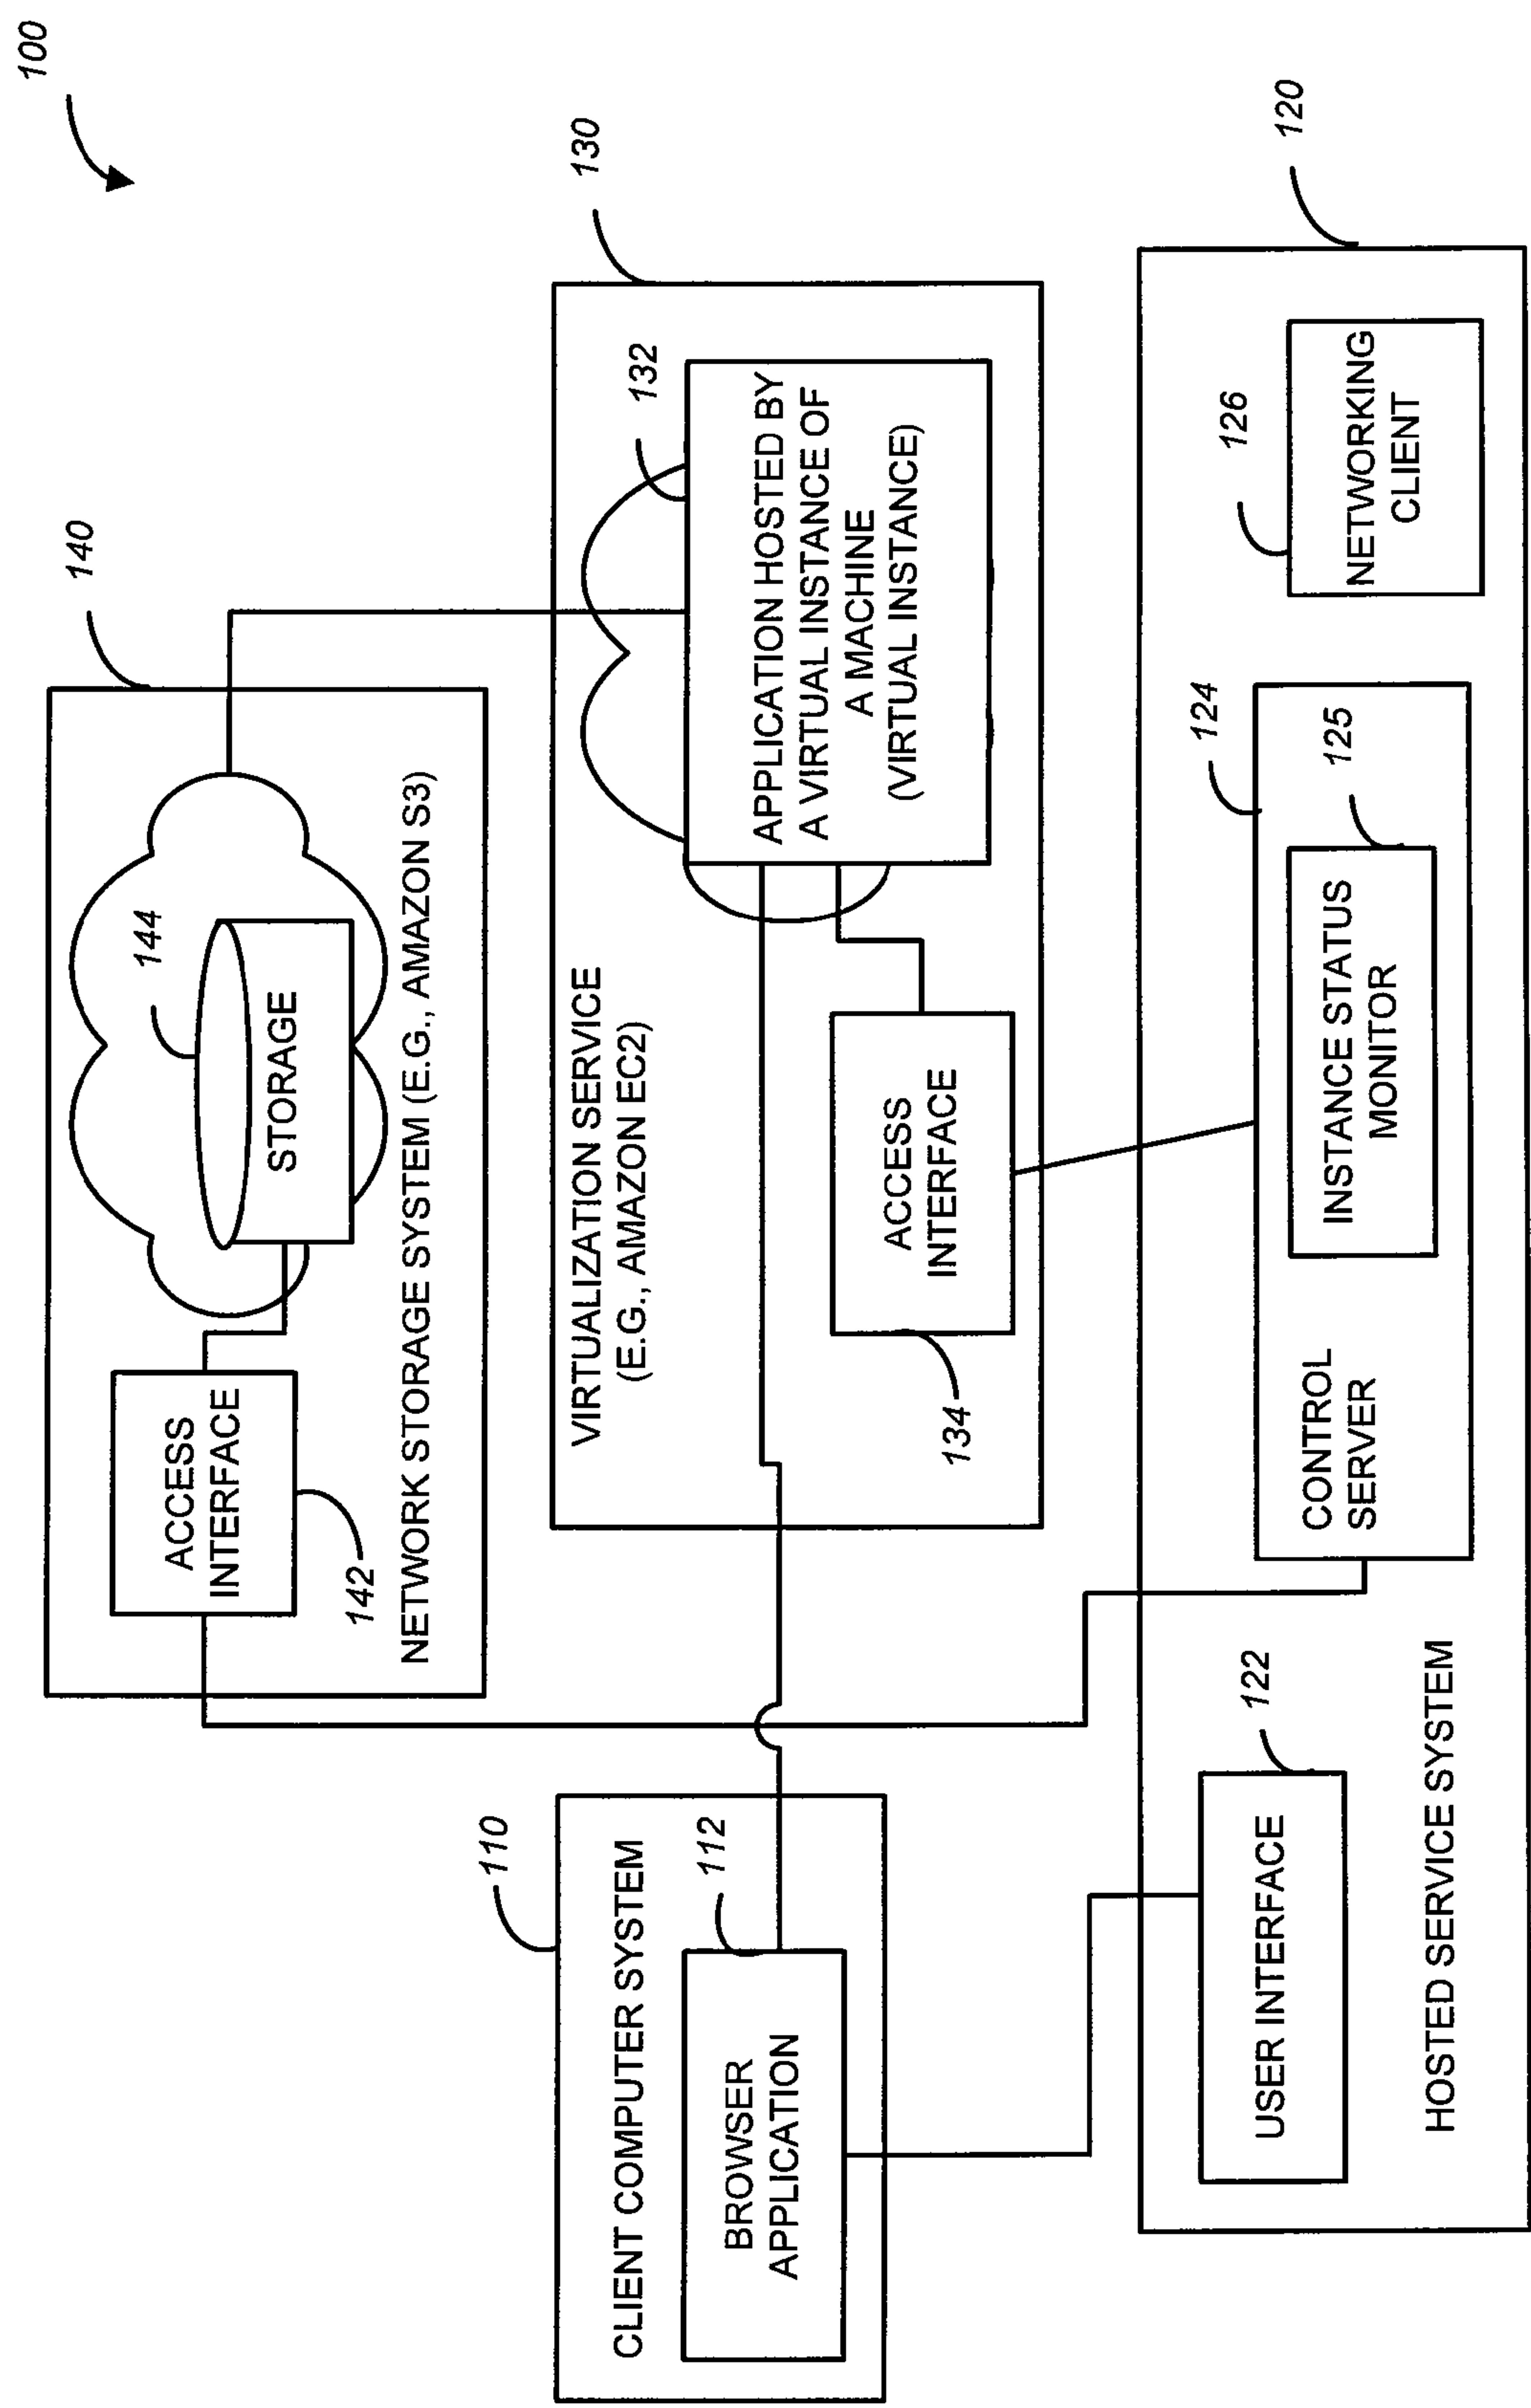 100
140
144
STORAGE
ACCESS
INTERFACE
142
NETWORK STORAGE SYSTEM (E.G., AMAZON S3)
130
VIRTUALIZATION SERVICE
(E.G., AMAZON EC2)
132
APPLICATION HOSTED BY
A VIRTUAL INSTANCE OF
A MACHINE
(VIRTUAL INSTANCE)
ACCESS
INTERFACE
134
110
CLIENT COMPUTER SYSTEM
112
BROWSER
APPLICATION
120
122
USER INTERFACE
HOSTED SERVICE SYSTEM
124
CONTROL
SERVER
125
INSTANCE STATUS
MONITOR
126
NETWORKING
CLIENT